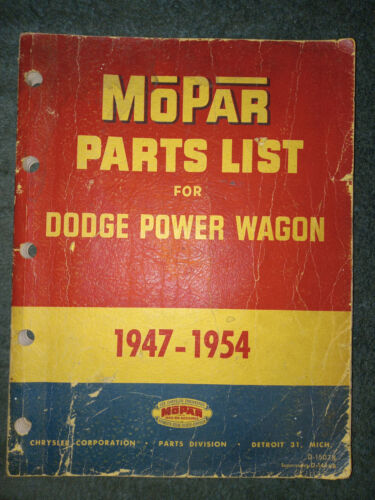 MOPAR
PARTS LIST
FOR
DODGE POWER WAGON
1947-1954
MOPAR
CHRYSLER CORPORATION • PARTS DIVISION • DETROIT 31, MICH.